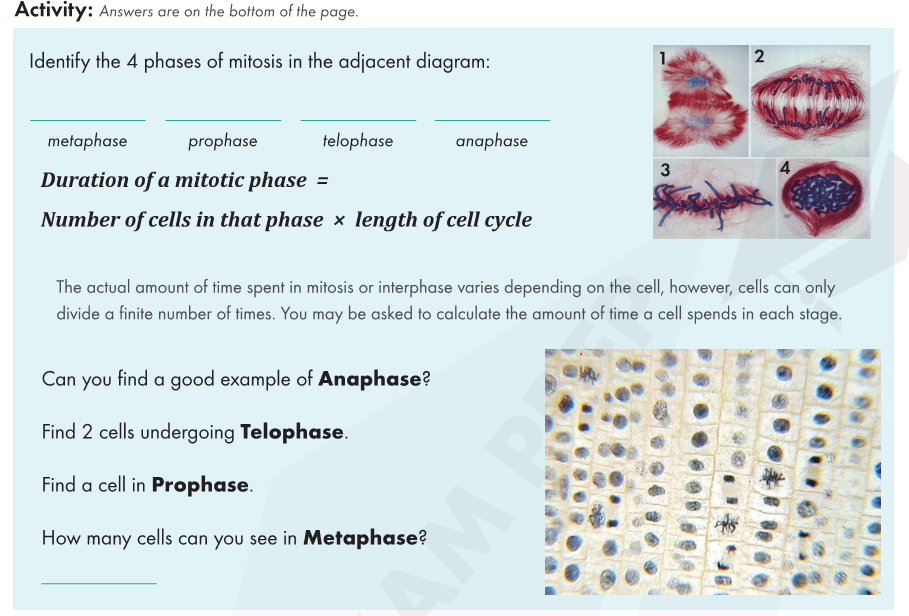 Activity: Answers are on the bottom of the page.
Identify the 4 phases of mitosis in the adjacent diagram:
1 2
3 4
metaphase prophase telophase anaphase
Duration of a mitotic phase =
Number of cells in that phase × length of cell cycle
The actual amount of time spent in mitosis or interphase varies depending on the cell, however, cells can only
divide a finite number of times. You may be asked to calculate the amount of time a cell spends in each stage.
Can you find a good example of Anaphase?
Find 2 cells undergoing Telophase.
Find a cell in Prophase.
How many cells can you see in Metaphase?